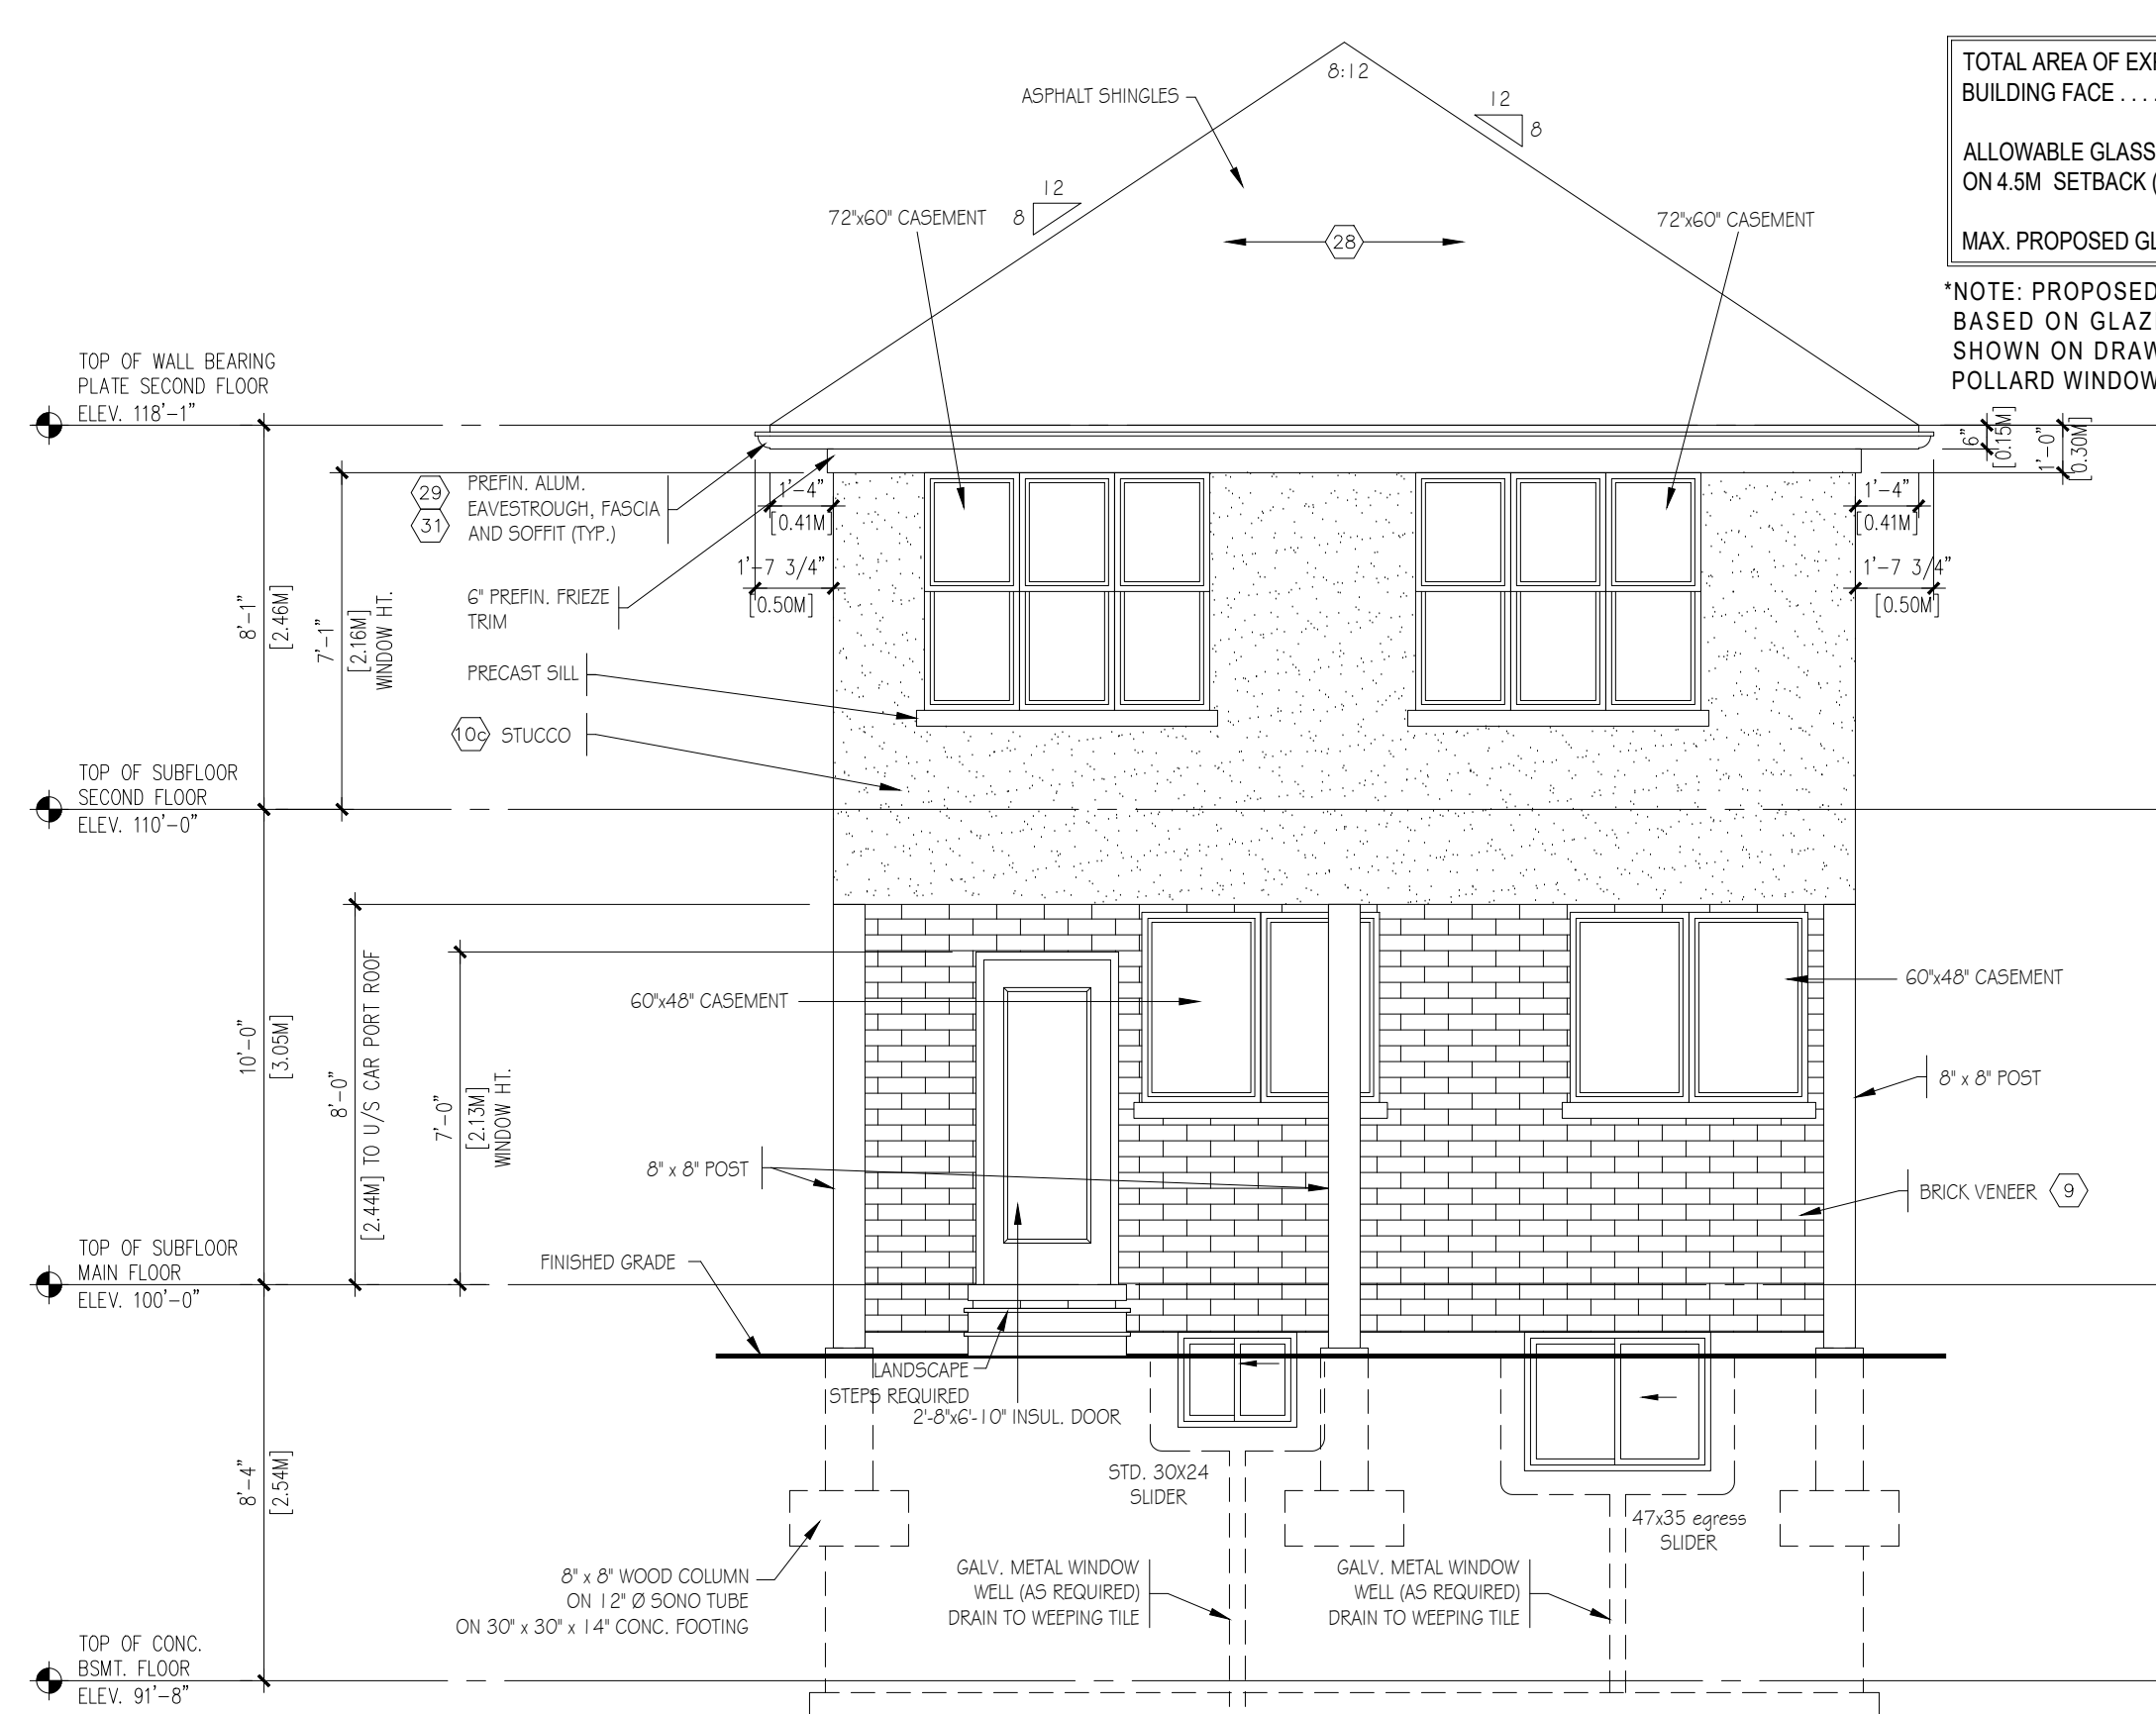 8:12
ASPHALT SHINGLES
12
8
12
8
72"x60" CASEMENT
72"x60" CASEMENT
28
TOTAL AREA OF EX
BUILDING FACE . . . .
ALLOWABLE GLASS
ON 4.5M SETBACK (
MAX. PROPOSED GL
*NOTE: PROPOSED
BASED ON GLAZ
SHOWN ON DRAW
POLLARD WINDOW
TOP OF WALL BEARING
PLATE SECOND FLOOR
ELEV. 118'-1"
6"
[0.15M]
1'-0"
[0.30M]
29
31
PREFIN. ALUM.
EAVESTROUGH, FASCIA
AND SOFFIT (TYP.)
1'-4"
[0.41M]
1'-4"
[0.41M]
1'-7 3/4"
[0.50M]
1'-7 3/4"
[0.50M]
6" PREFIN. FRIEZE
TRIM
8'-1"
[2.46M]
7'-1"
[2.16M]
WINDOW HT.
PRECAST SILL
10c STUCCO
TOP OF SUBFLOOR
SECOND FLOOR
ELEV. 110'-0"
10'-0"
[3.05M]
8'-0"
[2.44M] TO U/S CAR PORT ROOF
7'-0"
[2.13M]
WINDOW HT.
60"x48" CASEMENT
60"x48" CASEMENT
8" x 8" POST
8" x 8" POST
BRICK VENEER 9
FINISHED GRADE
TOP OF SUBFLOOR
MAIN FLOOR
ELEV. 100'-0"
LANDSCAPE
STEPS REQUIRED
2'-8"x6'-10" INSUL. DOOR
8'-4"
[2.54M]
STD. 30X24
SLIDER
47x35 egress
SLIDER
8" x 8" WOOD COLUMN
ON 12" Ø SONO TUBE
ON 30" x 30" x 14" CONC. FOOTING
GALV. METAL WINDOW
WELL (AS REQUIRED)
DRAIN TO WEEPING TILE
GALV. METAL WINDOW
WELL (AS REQUIRED)
DRAIN TO WEEPING TILE
TOP OF CONC.
BSMT. FLOOR
ELEV. 91'-8"